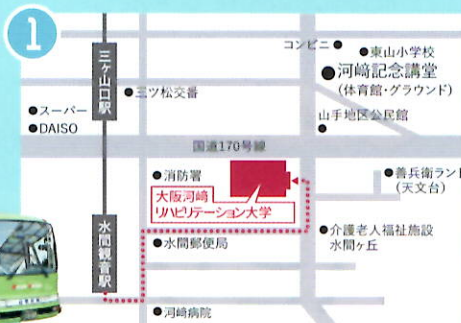 1
コンビニ
東山小学校
河﨑記念講堂
(体育館・グラウンド)
三ケ山口駅
三ツ松交番
スーパー
DAISO
山手地区公民館
国道170号線
消防署
善兵衛ラン
(天文台)
大阪河﨑
リハビリテーション大学
水間観音駅
水間郵便局
介護老人福祉施設
水間ヶ丘
河崎病院